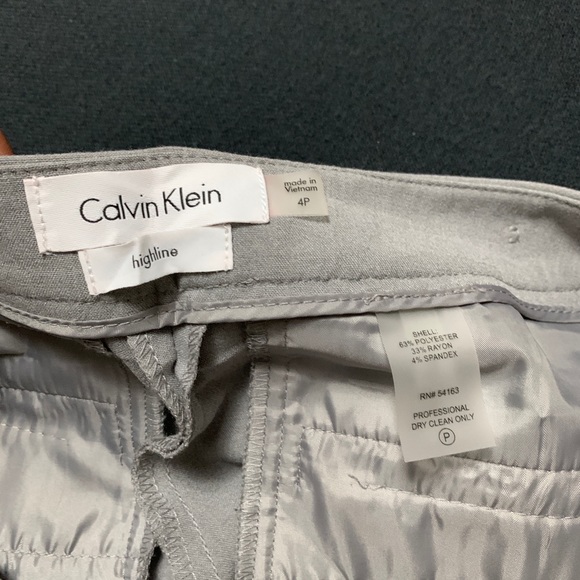 Calvin Klein
highline
made in
Vietnam
4P
SHELL:
63% POLYESTER
33% RAYON
4% SPANDEX
RN# 54163
PROFESSIONAL
DRY CLEAN ONLY
P